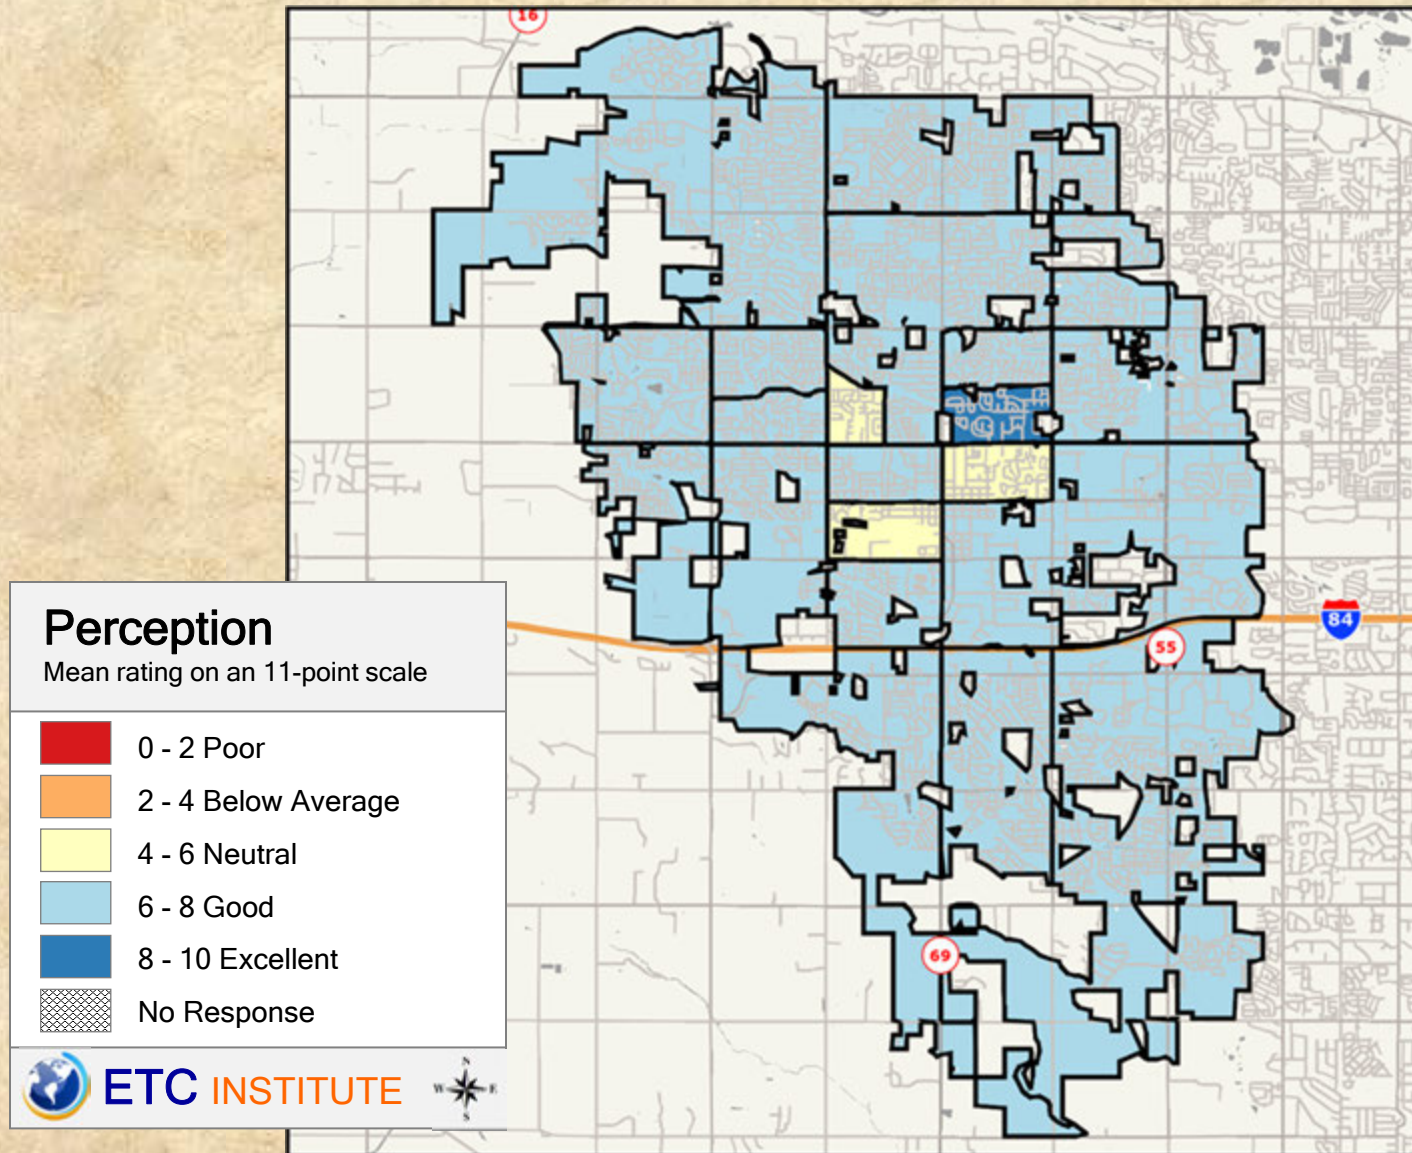 16
84
55
69
Perception
Mean rating on an 11-point scale
0 - 2 Poor
2 - 4 Below Average
4 - 6 Neutral
6 - 8 Good
8 - 10 Excellent
No Response
ETC INSTITUTE
N
W E
S